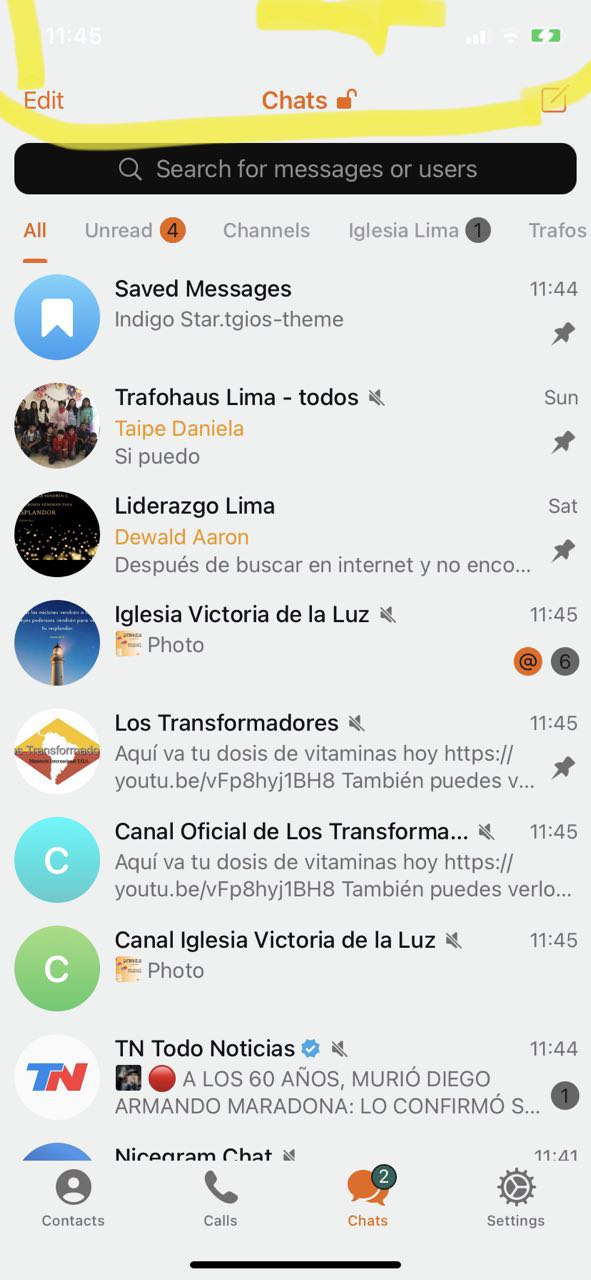 11:45
Edit
Chats
Search for messages or users
All
Unread 4
Channels
Iglesia Lima 1
Trafos
Saved Messages
11:44
Indigo Star.tgios-theme
Trafohaus Lima - todos
Sun
Taipe Daniela
Si puedo
Liderazgo Lima
Sat
Dewald Aaron
Después de buscar en internet y no enco...
Iglesia Victoria de la Luz
11:45
Photo
@ 6
Los Transformadores
11:45
Aquí va tu dosis de vitaminas hoy https://
youtu.be/vFp8hyj1BH8 También puedes v...
Canal Oficial de Los Transforma...
11:45
C
Aquí va tu dosis de vitaminas hoy https://
youtu.be/vFp8hyj1BH8 También puedes verlo...
Canal Iglesia Victoria de la Luz
11:45
C
Photo
TN Todo Noticias
11:44
TN
A LOS 60 AÑOS, MURIÓ DIEGO
ARMANDO MARADONA: LO CONFIRMÓ S...
1
Nicegram Chat
11:41
2
Contacts
Calls
Chats
Settings